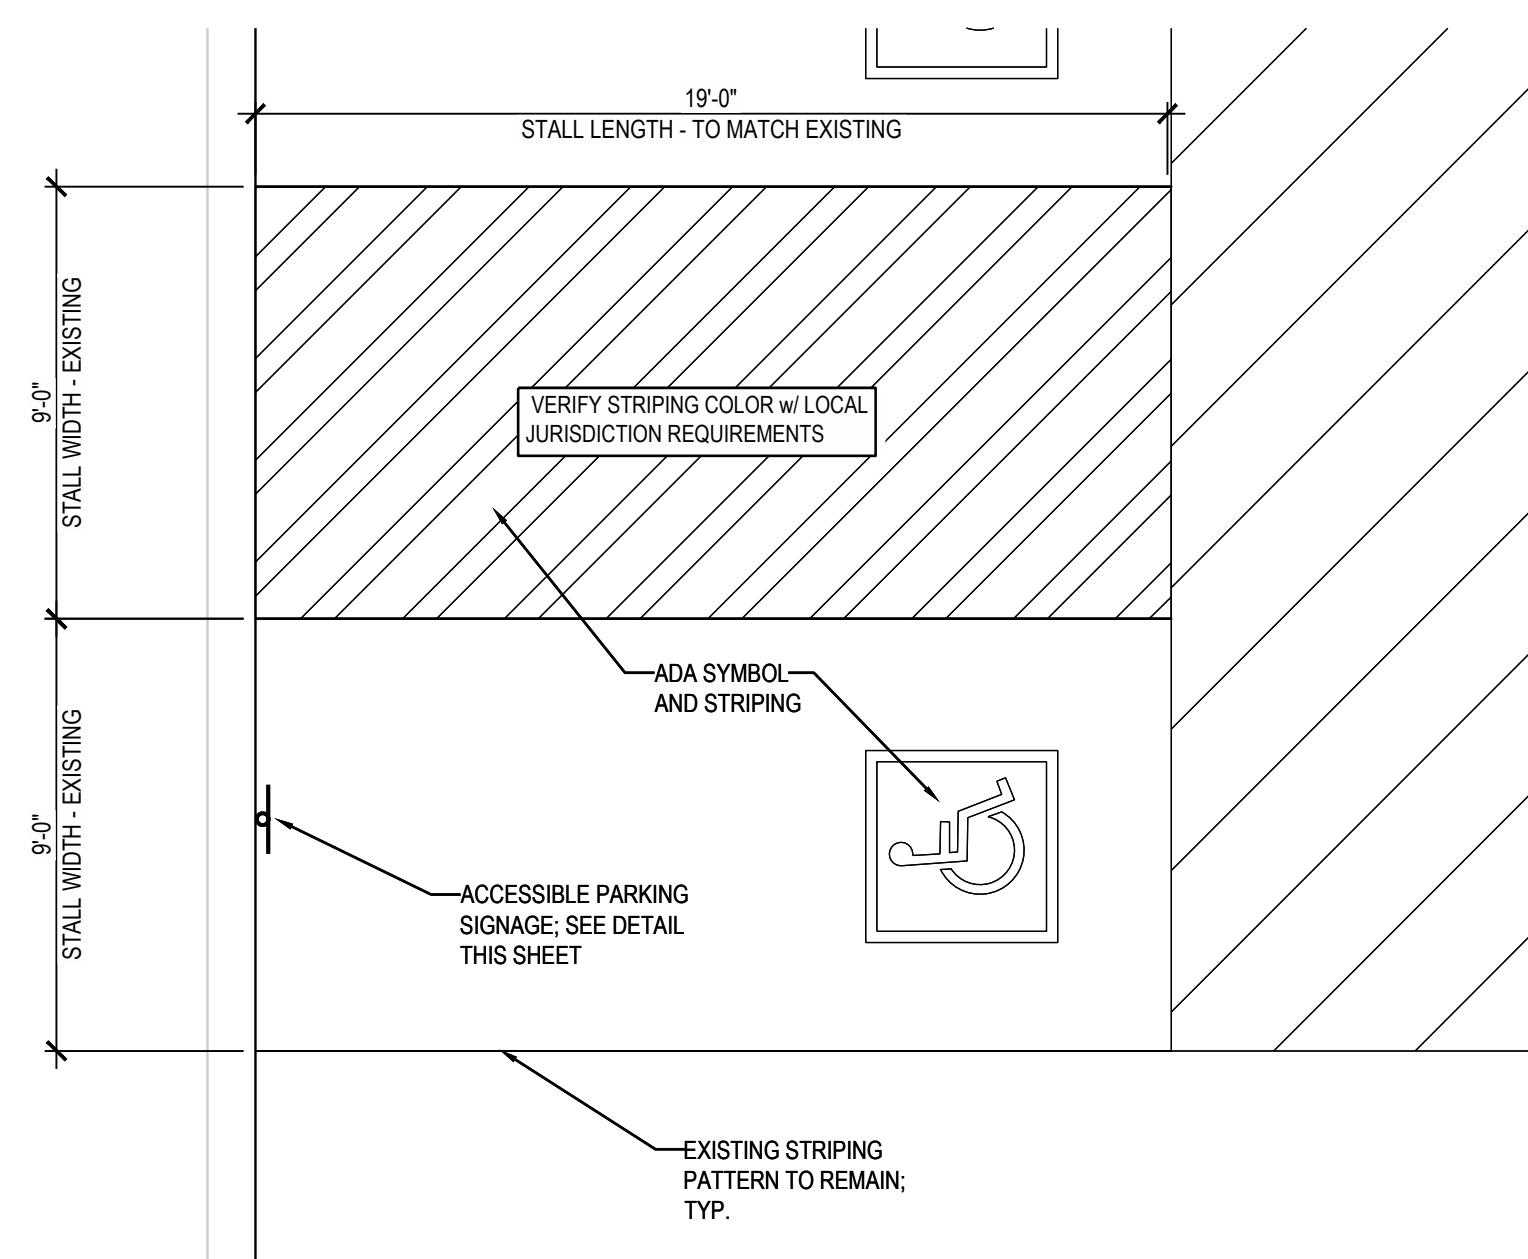 19'-0"
STALL LENGTH - TO MATCH EXISTING
9'-0"
STALL WIDTH - EXISTING
VERIFY STRIPING COLOR w/ LOCAL
JURISDICTION REQUIREMENTS
ADA SYMBOL
AND STRIPING
9'-0"
STALL WIDTH - EXISTING
ACCESSIBLE PARKING
SIGNAGE; SEE DETAIL
THIS SHEET
EXISTING STRIPING
PATTERN TO REMAIN;
TYP.